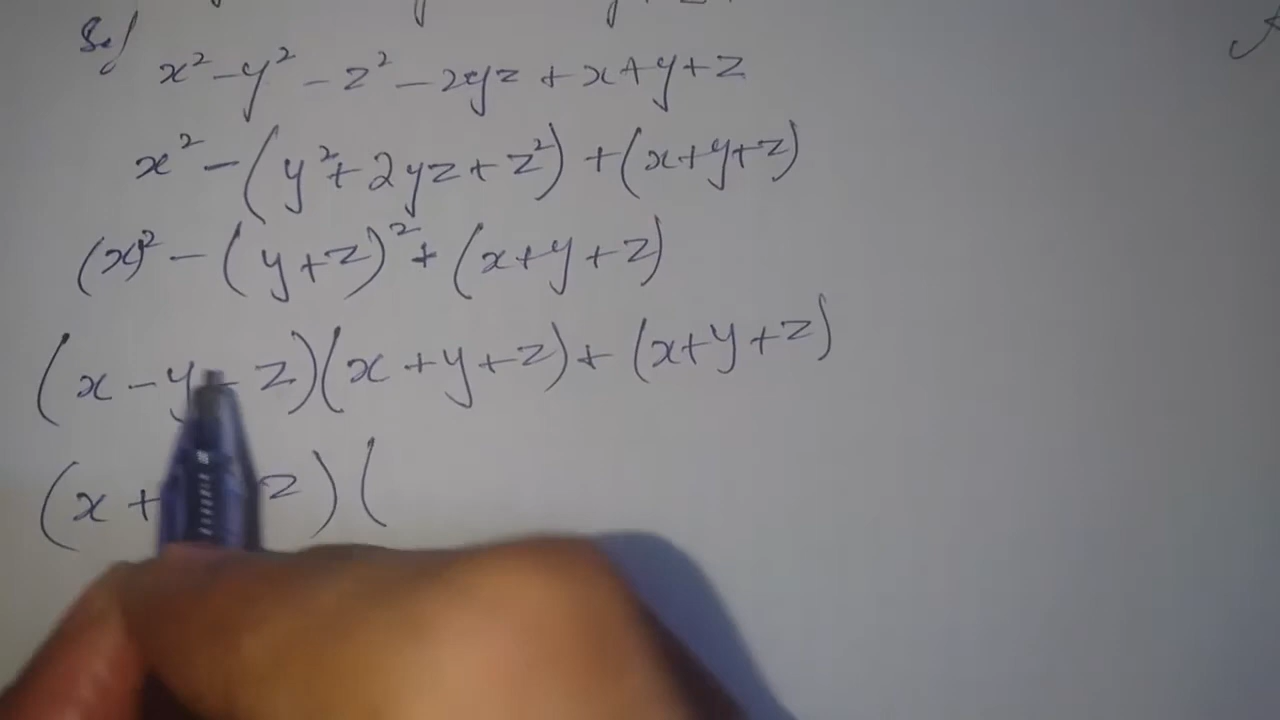 Sol
x² - y² - z² - 2yz + x + y + z
x² - (y² + 2yz + z²) + (x + y + z)
(x)² - (y + z)² + (x + y + z)
(x - y - z)(x + y + z) + (x + y + z)
(x + z)(